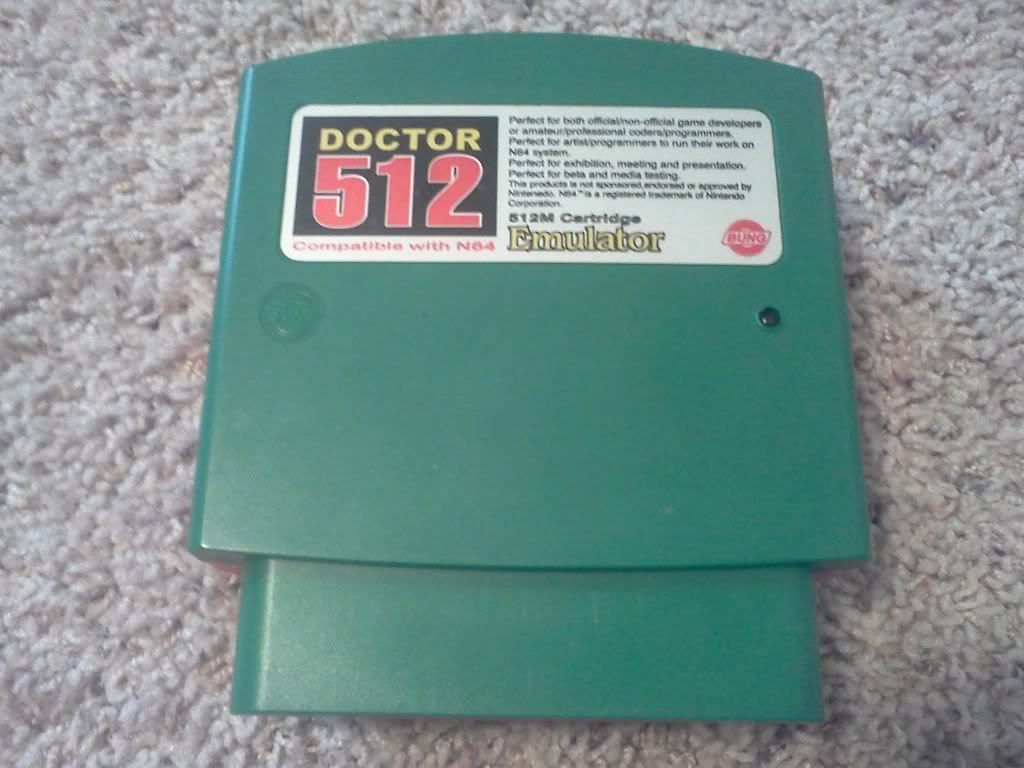 DOCTOR
512
Compatible with N64
Perfect for both official/non-official game developers
or amateur/professional coders/programmers.
Perfect for artist/programmers to run their work on
N64 system.
Perfect for exhibition, meeting and presentation.
Perfect for beta and media testing.
This products is not sponsored,endorsed or approved by
Nintenedo. N64™is a registered trademark of Nintendo
Corporation.
512M Cartridge
Emulator
BUNG